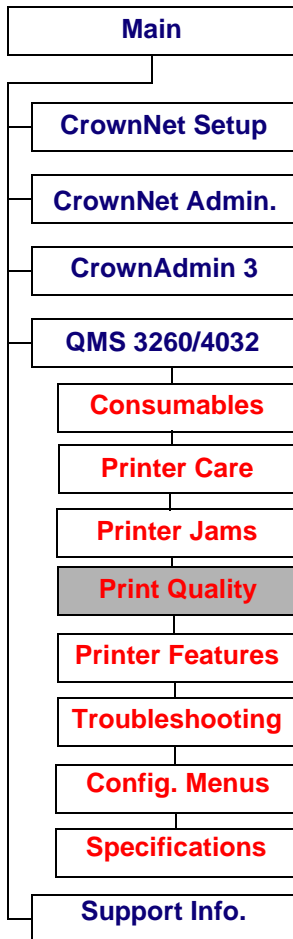 Main
CrownNet Setup
CrownNet Admin.
CrownAdmin 3
QMS 3260/4032
Consumables
Printer Care
Printer Jams
Print Quality
Printer Features
Troubleshooting
Config. Menus
Specifications
Support Info.